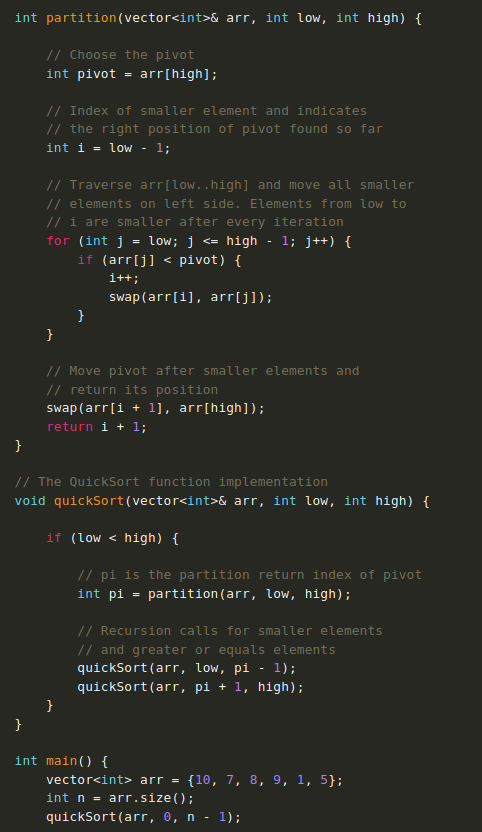 int partition(vector<int>& arr, int low, int high) {
// Choose the pivot
int pivot = arr[high];
// Index of smaller element and indicates
// the right position of pivot found so far
int i = low - 1;
// Traverse arr[low..high] and move all smaller
// elements on left side. Elements from low to
// i are smaller after every iteration
for (int j = low; j <= high - 1; j++) {
if (arr[j] < pivot) {
i++;
swap(arr[i], arr[j]);
}
}
// Move pivot after smaller elements and
// return its position
swap(arr[i + 1], arr[high]);
return i + 1;
}
// The QuickSort function implementation
void quickSort(vector<int>& arr, int low, int high) {
if (low < high) {
// pi is the partition return index of pivot
int pi = partition(arr, low, high);
// Recursion calls for smaller elements
// and greater or equals elements
quickSort(arr, low, pi - 1);
quickSort(arr, pi + 1, high);
}
}
int main() {
vector<int> arr = {10, 7, 8, 9, 1, 5};
int n = arr.size();
quickSort(arr, 0, n - 1);